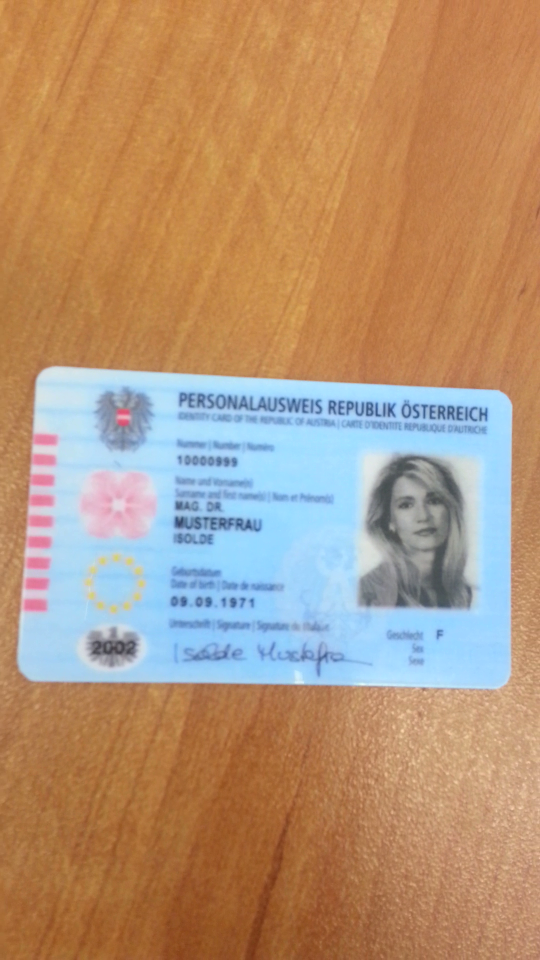 PERSONALAUSWEIS REPUBLIK ÖSTERREICH
IDENTITY CARD OF THE REPUBLIC OF AUSTRIA | CARTE D'IDENTITE REPUBLIQUE D'AUTRICHE
Nummer | Number | Numéro
10000999
Name und Vorname(n)
Surname and first name(s) | Nom et Prénom(s)
MAG. DR.
MUSTERFRAU
ISOLDE
Geburtsdatum
Date of birth | Date de naissance
09.09.1971
Unterschrift | Signature | Signature de titulaire
Geschlecht F
Sex
Sexe
2002
Isolde Musterfra